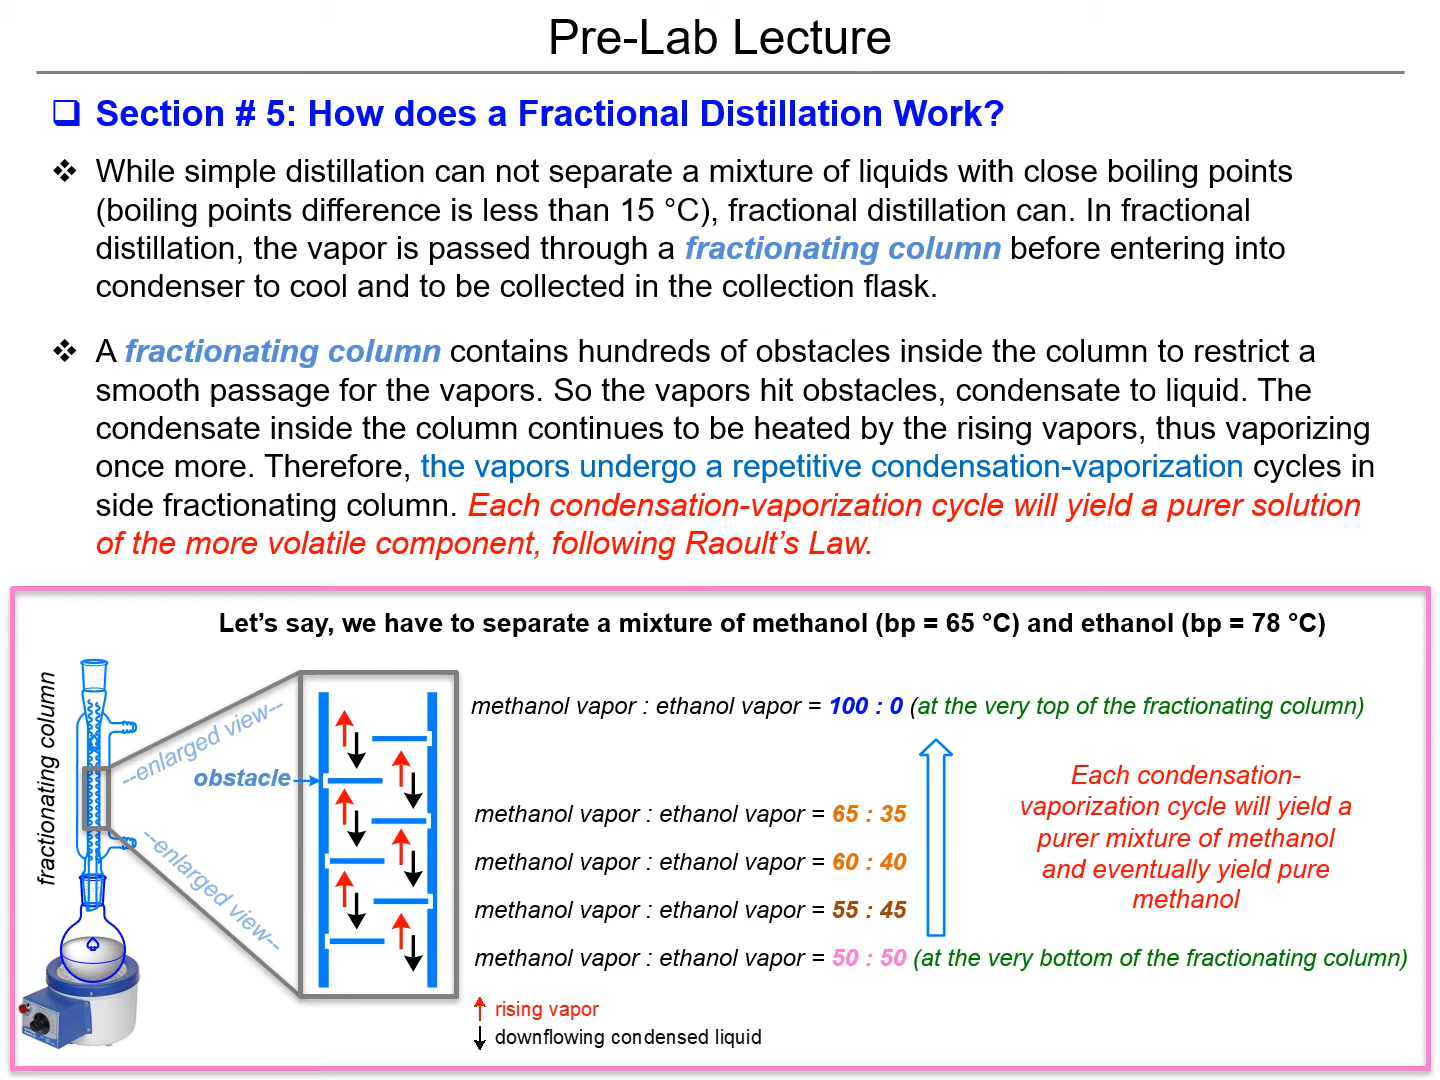 Pre-Lab Lecture
Section # 5: How does a Fractional Distillation Work?
While simple distillation can not separate a mixture of liquids with close boiling points
(boiling points difference is less than 15 °C), fractional distillation can. In fractional
distillation, the vapor is passed through a fractionating column before entering into
condenser to cool and to be collected in the collection flask.
A fractionating column contains hundreds of obstacles inside the column to restrict a
smooth passage for the vapors. So the vapors hit obstacles, condensate to liquid. The
condensate inside the column continues to be heated by the rising vapors, thus vaporizing
once more. Therefore, the vapors undergo a repetitive condensation-vaporization cycles in
side fractionating column. Each condensation-vaporization cycle will yield a purer solution
of the more volatile component, following Raoult's Law.
Let's say, we have to separate a mixture of methanol (bp = 65 °C) and ethanol (bp = 78 °C)
fractionating column
--enlarged view--
obstacle
--enlarged view--
methanol vapor : ethanol vapor = 100 : 0 (at the very top of the fractionating column)
methanol vapor : ethanol vapor = 65 : 35
methanol vapor : ethanol vapor = 60 : 40
methanol vapor : ethanol vapor = 55 : 45
methanol vapor : ethanol vapor = 50 : 50 (at the very bottom of the fractionating column)
Each condensation-
vaporization cycle will yield a
purer mixture of methanol
and eventually yield pure
methanol
rising vapor
downflowing condensed liquid